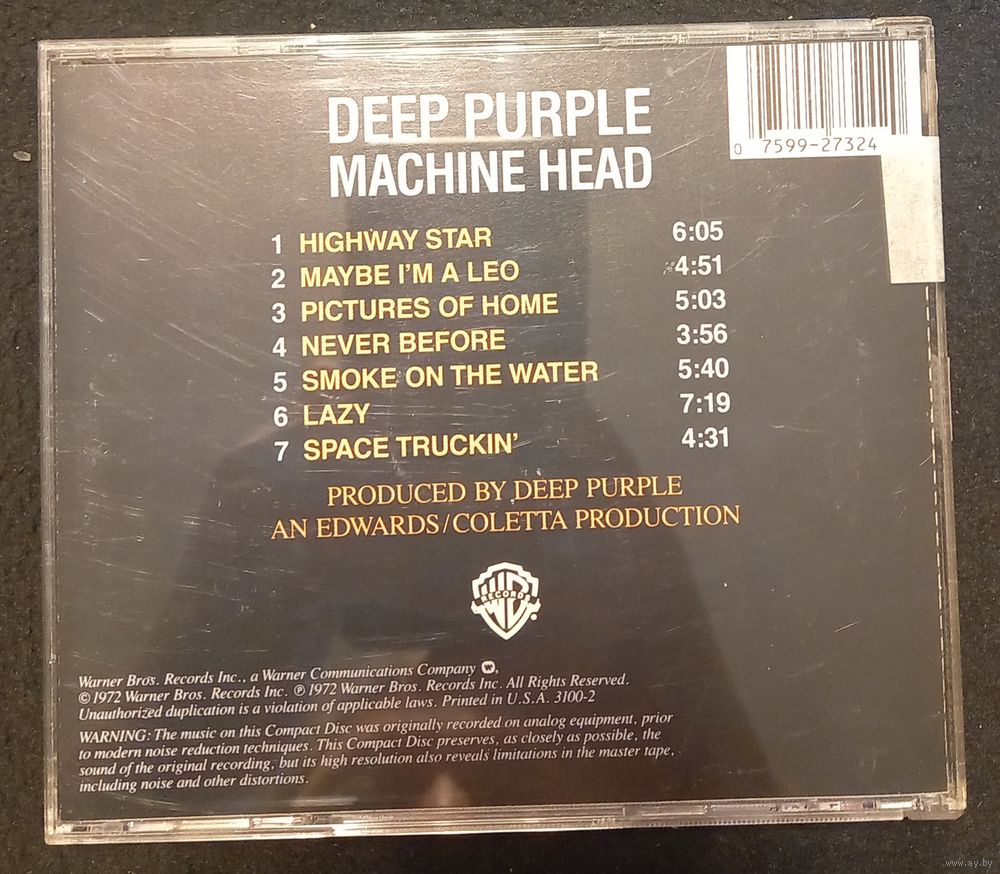 DEEP PURPLE
MACHINE HEAD
0 7599-27324
1 HIGHWAY STAR 6:05
2 MAYBE I'M A LEO 4:51
3 PICTURES OF HOME 5:03
4 NEVER BEFORE 3:56
5 SMOKE ON THE WATER 5:40
6 LAZY 7:19
7 SPACE TRUCKIN' 4:31
PRODUCED BY DEEP PURPLE
AN EDWARDS/COLETTA PRODUCTION
RECORDS
Warner Bros. Records Inc., a Warner Communications Company W,
© 1972 Warner Bros. Records Inc. ℗ 1972 Warner Bros. Records Inc. All Rights Reserved.
Unauthorized duplication is a violation of applicable laws. Printed in U.S.A. 3100-2
WARNING: The music on this Compact Disc was originally recorded on analog equipment, prior
to modern noise reduction techniques. This Compact Disc preserves, as closely as possible, the
sound of the original recording, but its high resolution also reveals limitations in the master tape,
including noise and other distortions.
www.ay.by